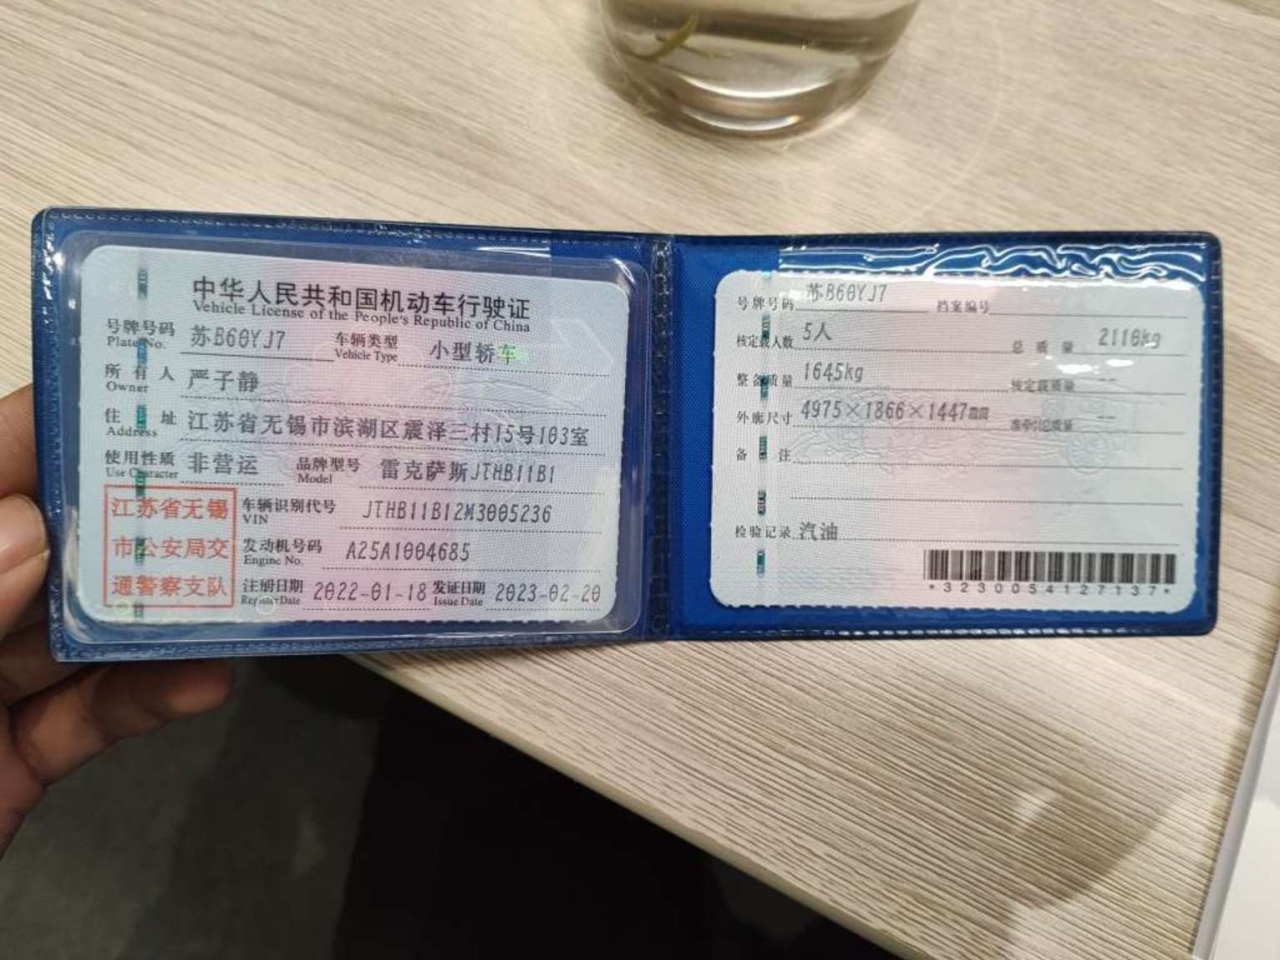 中华人民共和国机动车行驶证
Vehicle License of the People's Republic of China
号牌号码 苏B60YJ7 车辆类型 小型轿车
Plate No. Vehicle Type
所有人 严子静
Owner
住址 江苏省无锡市滨湖区震泽三村15号103室
Address
使用性质 非营运 品牌型号 雷克萨斯JTHB11B1
Use Character Model
江苏省无锡
市公安局交
通警察支队
车辆识别代号 JTHB11B12M3005236
VIN
发动机号码 A25A1004685
Engine No.
注册日期 2022-01-18 发证日期 2023-02-20
Register Date Issue Date
号牌号码 苏B60YJ7 档案编号
核定载人数 5人 总质量 2110kg
整备质量 1645kg 核定载质量 --
外廓尺寸 4975×1866×1447mm 准牵引总质量 --
备注
检验记录 汽油
*3230054127137*